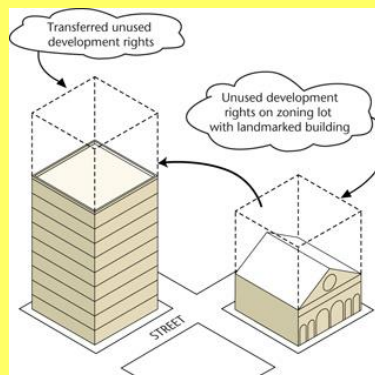 Transferred unused
development rights
Unused development
rights on zoning lot
with landmarked building
STREET